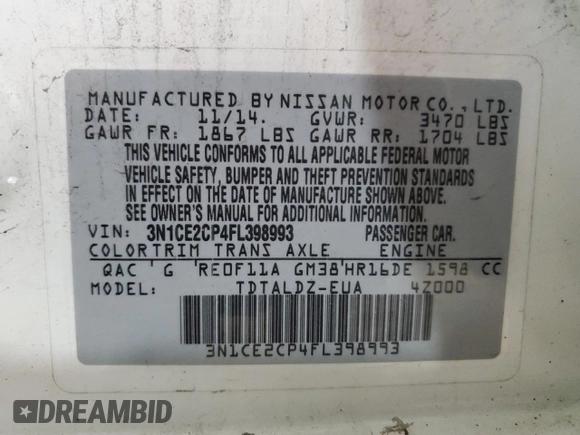 MANUFACTURED BY NISSAN MOTOR CO., LTD.
DATE: 11/14. GVWR: 3470 LBS
GAWR FR: 1867 LBS GAWR RR: 1704 LBS
THIS VEHICLE CONFORMS TO ALL APPLICABLE FEDERAL MOTOR
VEHICLE SAFETY, BUMPER AND THEFT PREVENTION STANDARDS
IN EFFECT ON THE DATE OF MANUFACTURE SHOWN ABOVE.
SEE OWNER'S MANUAL FOR ADDITIONAL INFORMATION.
VIN: 3N1CE2CP4FL398993 PASSENGER CAR.
COLOR TRIM TRANS AXLE ENGINE
QAC ' G ' RE0F11A GM38'HR16DE 1598 CC
MODEL: TDTALDZ-EUA 4Z000
3N1CE2CP4FL398993
DREAMBID